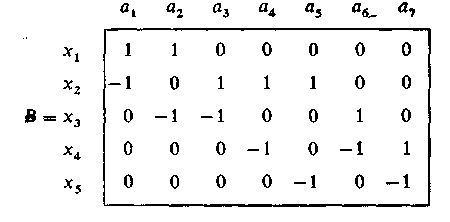 a₁ a₂ a₃ a₄ a₅ a₆ a₇
x₁ 1 1 0 0 0 0 0
x₂ −1 0 1 1 1 0 0
B = x₃ 0 −1 −1 0 0 1 0
x₄ 0 0 0 −1 0 −1 1
x₅ 0 0 0 0 −1 0 −1